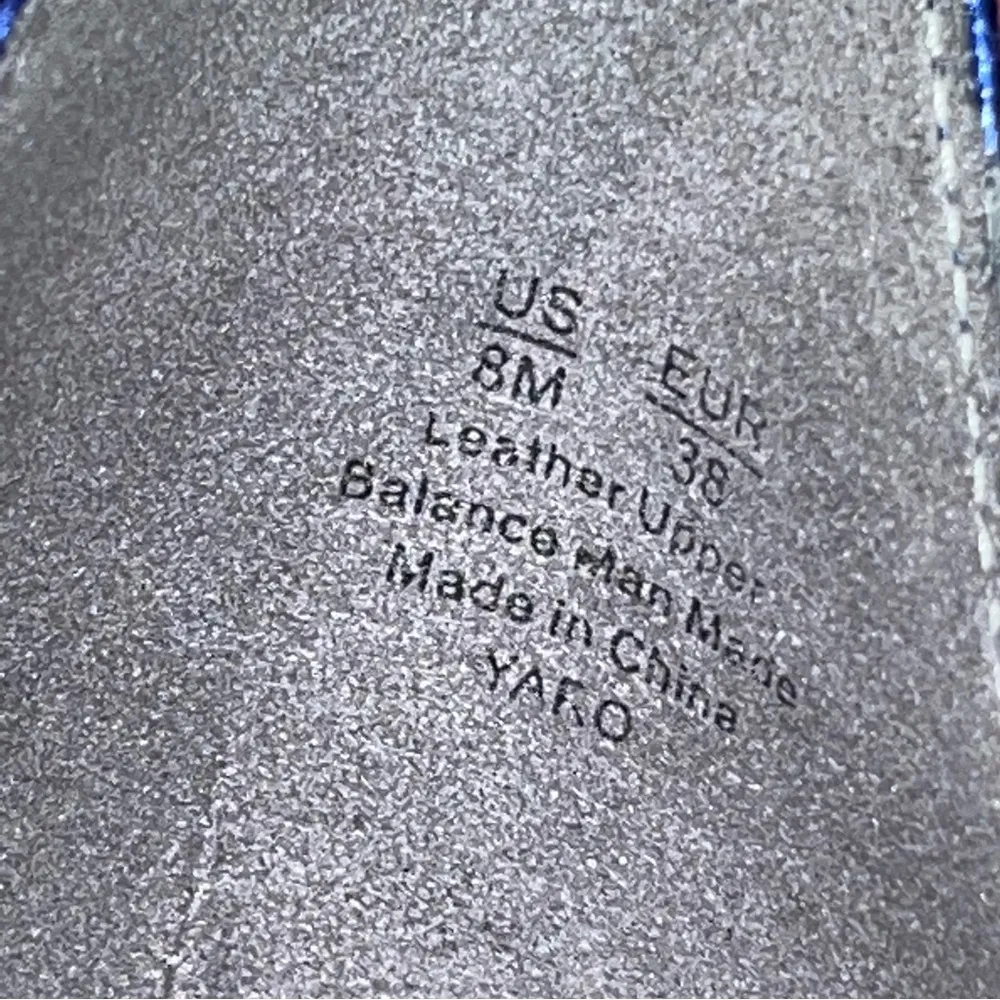 US EUR
8M 38
Leather Upper
Balance Man Made
Made in China
YARO